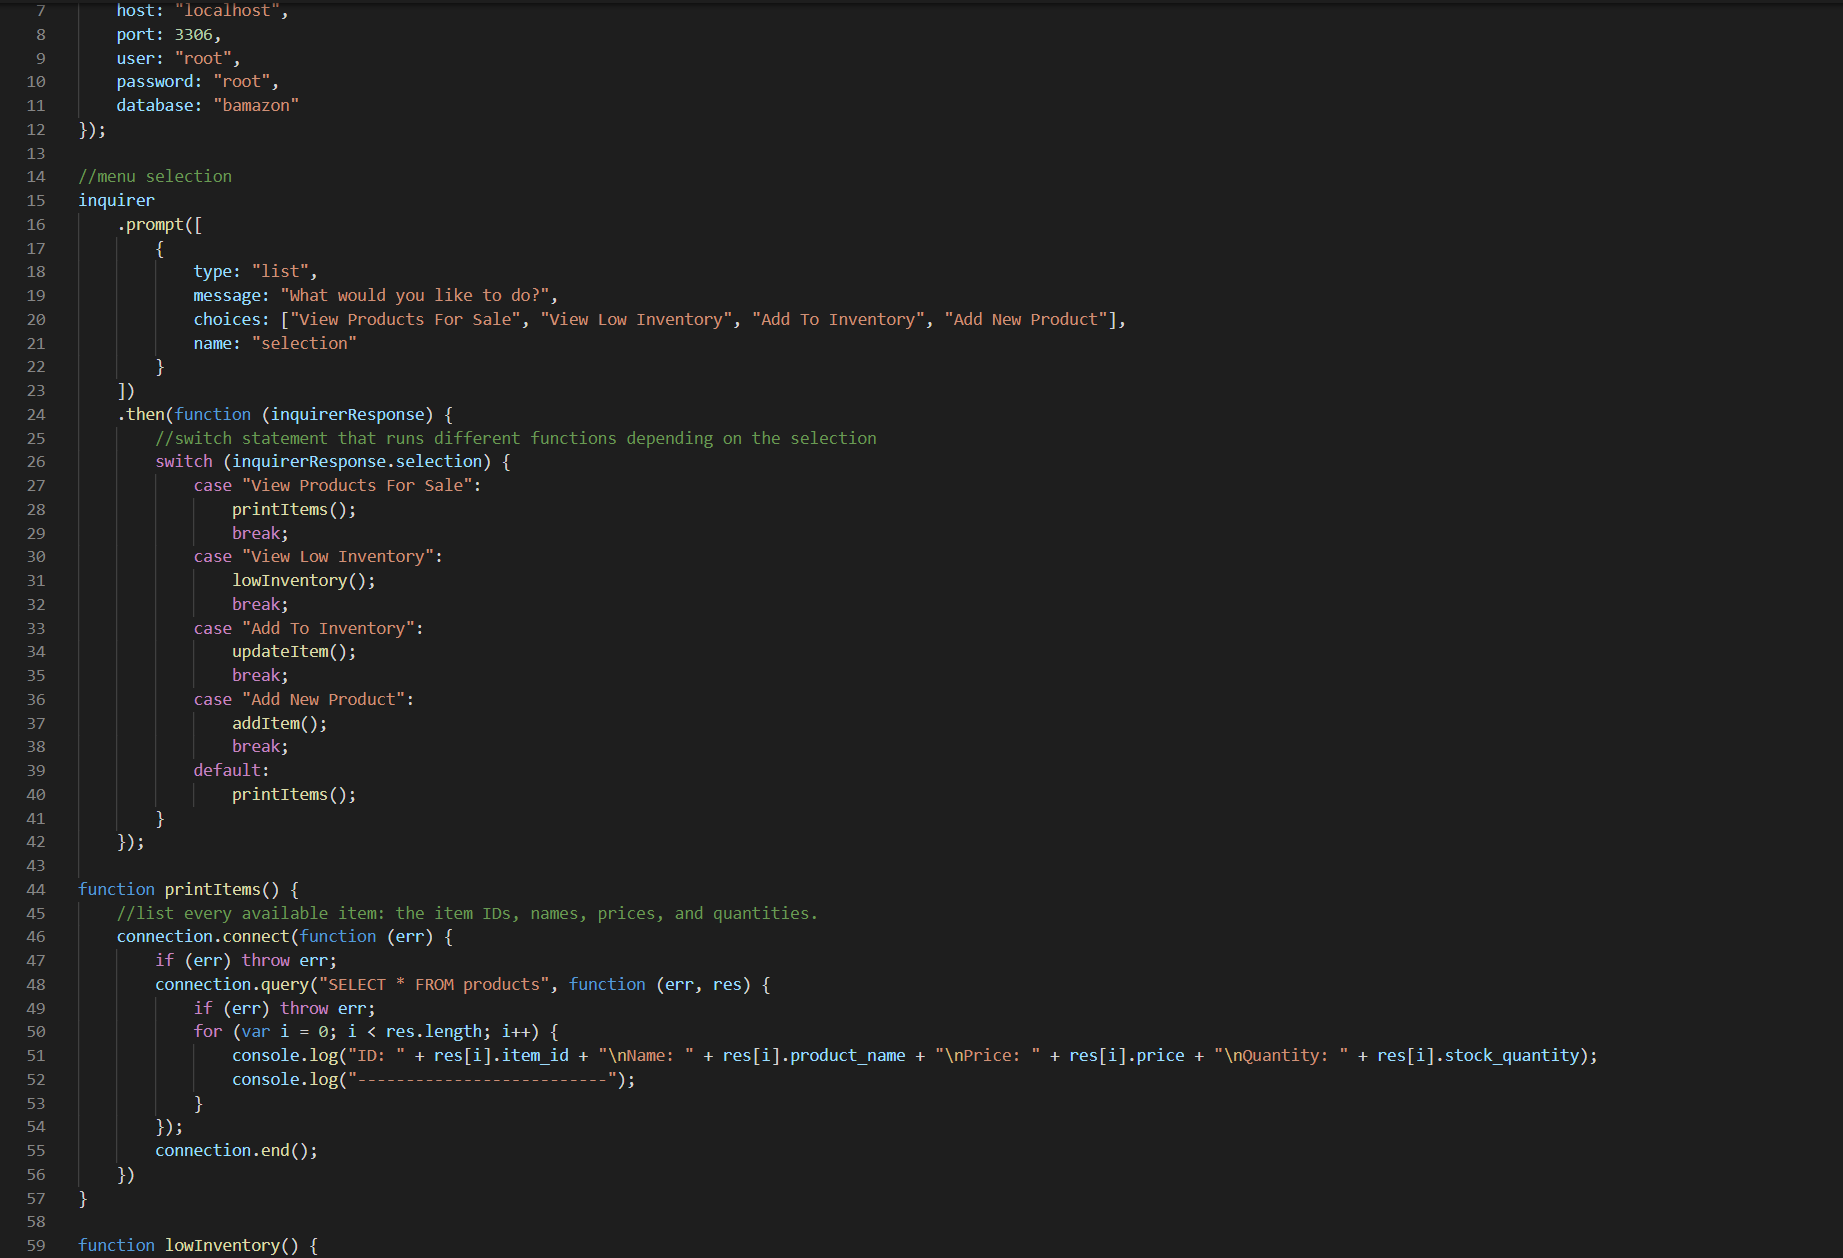 7 host: "localhost",
8 port: 3306,
9 user: "root",
10 password: "root",
11 database: "bamazon"
12 });
13
14 //menu selection
15 inquirer
16 .prompt([
17 {
18 type: "list",
19 message: "What would you like to do?",
20 choices: ["View Products For Sale", "View Low Inventory", "Add To Inventory", "Add New Product"],
21 name: "selection"
22 }
23 ])
24 .then(function (inquirerResponse) {
25 //switch statement that runs different functions depending on the selection
26 switch (inquirerResponse.selection) {
27 case "View Products For Sale":
28 printItems();
29 break;
30 case "View Low Inventory":
31 lowInventory();
32 break;
33 case "Add To Inventory":
34 updateItem();
35 break;
36 case "Add New Product":
37 addItem();
38 break;
39 default:
40 printItems();
41 }
42 });
43
44 function printItems() {
45 //list every available item: the item IDs, names, prices, and quantities.
46 connection.connect(function (err) {
47 if (err) throw err;
48 connection.query("SELECT * FROM products", function (err, res) {
49 if (err) throw err;
50 for (var i = 0; i < res.length; i++) {
51 console.log("ID: " + res[i].item_id + "\nName: " + res[i].product_name + "\nPrice: " + res[i].price + "\nQuantity: " + res[i].stock_quantity);
52 console.log("--------------------------");
53 }
54 });
55 connection.end();
56 })
57 }
58
59 function lowInventory() {